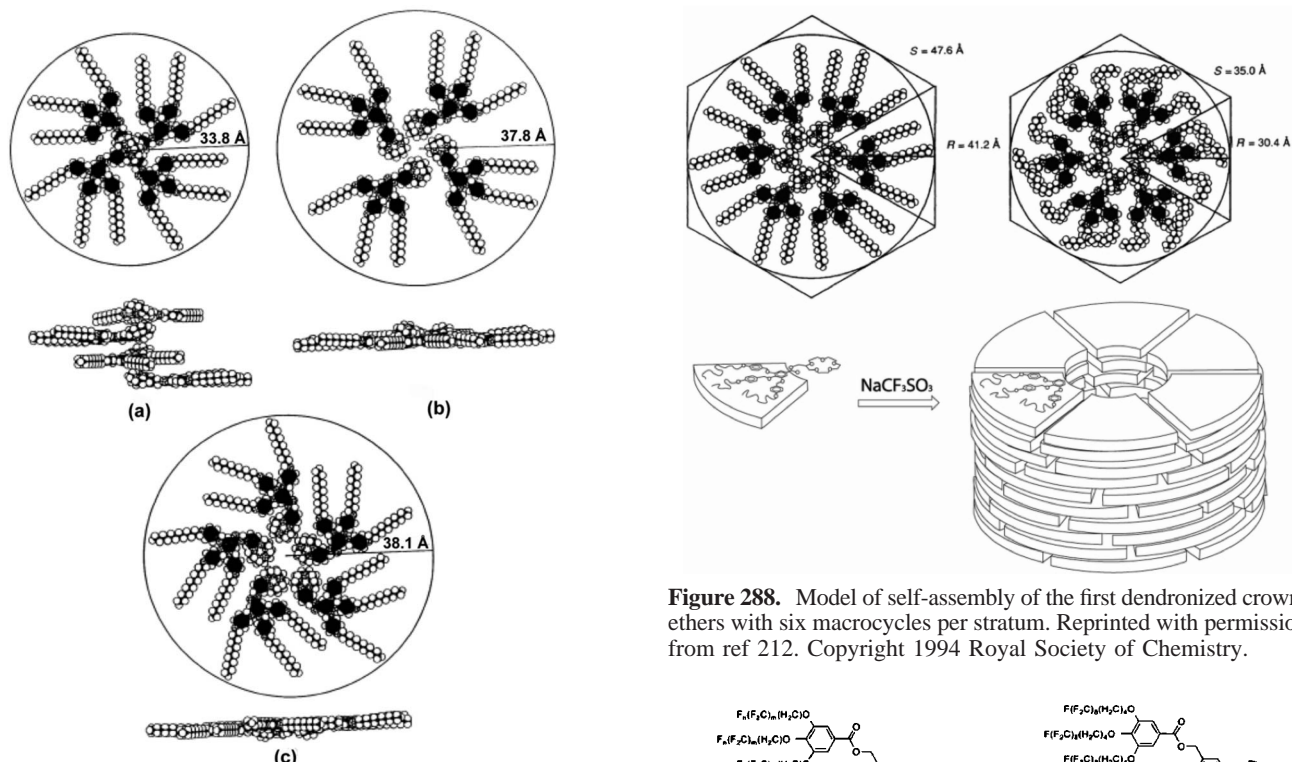 33.8 Å
37.8 Å
(a)
(b)
38.1 Å
(c)
S = 47.6 Å
R = 41.2 Å
S = 35.0 Å
R = 30.4 Å
NaCF₃SO₃
Figure 288. Model of self-assembly of the first dendronized crown
ethers with six macrocycles per stratum. Reprinted with permissio
from ref 212. Copyright 1994 Royal Society of Chemistry.
Fₙ(F₂C)ₘ(H₂C)O
Fₙ(F₂C)ₘ(H₂C)O
O
O
F(F₂C)₈(H₂C)₄O
F(F₂C)₈(H₂C)₄O
O
O